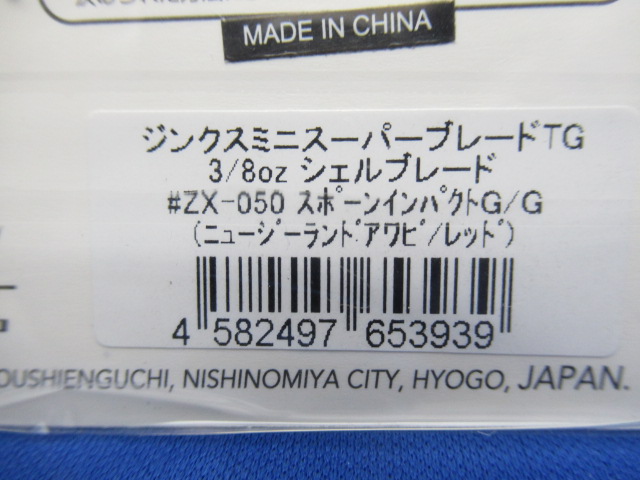 MADE IN CHINA
ジンクスミニスーパーブレードTG
3/8oz シェルブレード
#ZX-050 ｽﾎﾟｰﾝｲﾝﾊﾟｸﾄG/G
(ﾆｭｰｼﾞｰﾗﾝﾄﾞｱﾜﾋﾞ/ﾚｯﾄﾞ)
4 582497 653939
OUSHIENGUCHI, NISHINOMIYA CITY, HYOGO, JAPAN.